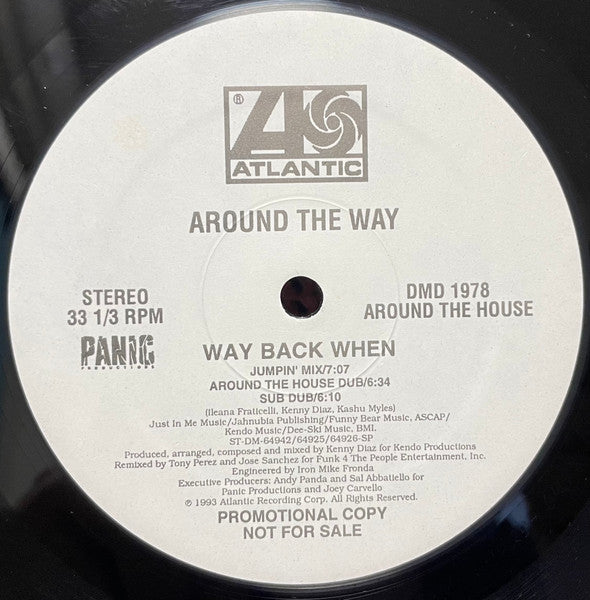 ®
ATLANTIC
AROUND THE WAY
STEREO
33 1/3 RPM
DMD 1978
AROUND THE HOUSE
PANIC
PRODUCTIONS
WAY BACK WHEN
JUMPIN' MIX/7:07
AROUND THE HOUSE DUB/6:34
SUB DUB/6:10
(Ileana Fraticelli, Kenny Diaz, Kashu Myles)
Just In Me Music/Jahnubia Publishing/Funny Bear Music, ASCAP/
Kendo Music/Dee-Ski Music, BMI.
ST-DM-64942/64925/64926-SP
Produced, arranged, composed and mixed by Kenny Diaz for Kendo Productions
Remixed by Tony Perez and Jose Sanchez for Funk 4 The People Entertainment, Inc.
Engineered by Iron Mike Fronda
Executive Producers: Andy Panda and Sal Abbatiello for
Panic Productions and Joey Carvello
℗ 1993 Atlantic Recording Corp. All Rights Reserved.
PROMOTIONAL COPY
NOT FOR SALE